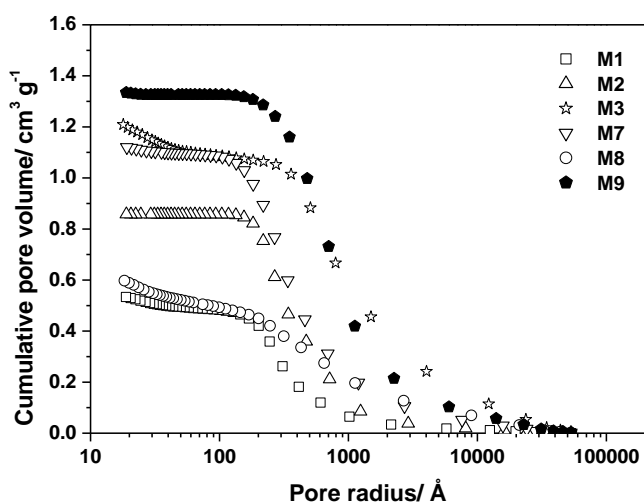 1.6
1.4
1.2
1.0
0.8
0.6
0.4
0.2
0.0
10
100
1000
10000
100000
Cumulative pore volume/ cm³ g⁻¹
Pore radius/ Å
M1
M2
M3
M7
M8
M9